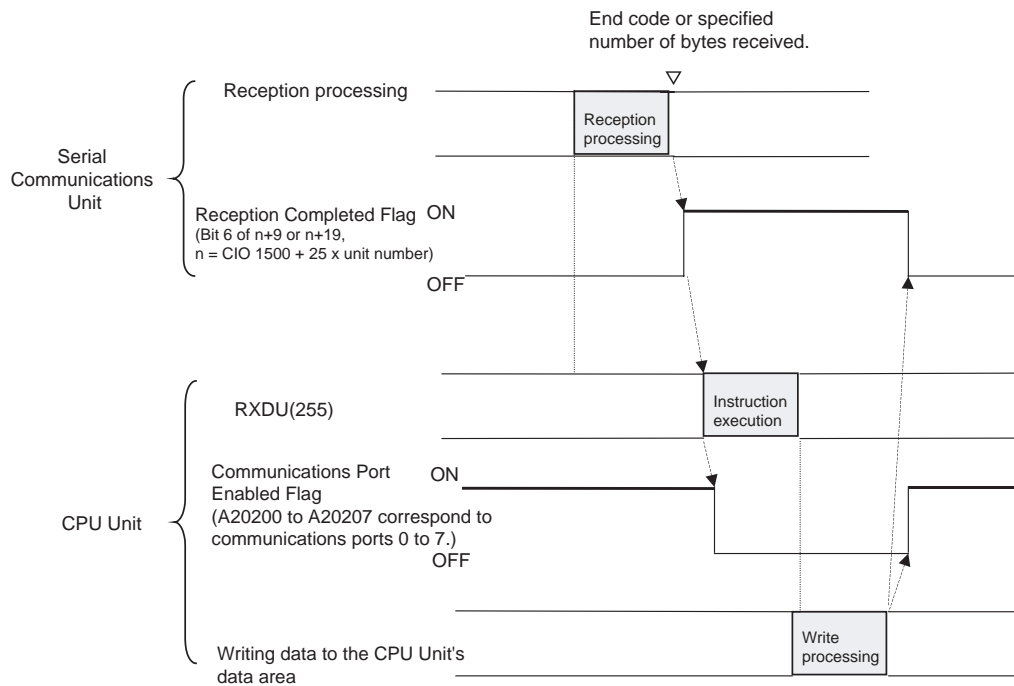 End code or specified
number of bytes received.
Reception processing
Reception
processing
Serial
Communications
Unit
Reception Completed Flag
(Bit 6 of n+9 or n+19,
n = CIO 1500 + 25 x unit number)
ON
OFF
RXDU(255)
Instruction
execution
Communications Port
Enabled Flag
(A20200 to A20207 correspond to
communications ports 0 to 7.)
ON
OFF
CPU Unit
Writing data to the CPU Unit's
data area
Write
processing